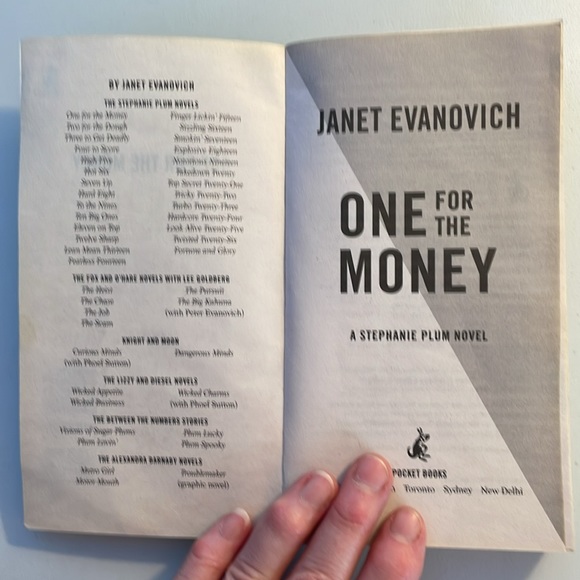 BY JANET EVANOVICH
THE STEPHANIE PLUM NOVELS
One for the Money
Two for the Dough
Three to Get Deadly
Four to Score
High Five
Hot Six
Seven Up
Hard Eight
To the Nines
Ten Big Ones
Eleven on Top
Twelve Sharp
Lean Mean Thirteen
Fearless Fourteen
Finger Lickin' Fifteen
Sizzling Sixteen
Smokin' Seventeen
Explosive Eighteen
Notorious Nineteen
Takedown Twenty
Top Secret Twenty-One
Tricky Twenty-Two
Turbo Twenty-Three
Hardcore Twenty-Four
Look Alive Twenty-Five
Twisted Twenty-Six
Fortune and Glory
THE FOX AND O'HARE NOVELS WITH LEE GOLDBERG
The Heist
The Chase
The Job
The Scam
The Pursuit
The Big Kahuna
(with Peter Evanovich)
KNIGHT AND MOON
Curious Minds
(with Phoef Sutton)
Dangerous Minds
THE LIZZY AND DIESEL NOVELS
Wicked Appetite
Wicked Business
Wicked Charms
(with Phoef Sutton)
THE BETWEEN THE NUMBERS STORIES
Visions of Sugar Plums
Plum Lovin'
Plum Lucky
Plum Spooky
THE ALEXANDRA BARNABY NOVELS
Metro Girl
Motor Mouth
Troublemaker
(graphic novel)
JANET EVANOVICH
ONE FOR
THE
MONEY
A STEPHANIE PLUM NOVEL
POCKET BOOKS
Toronto Sydney New Delhi